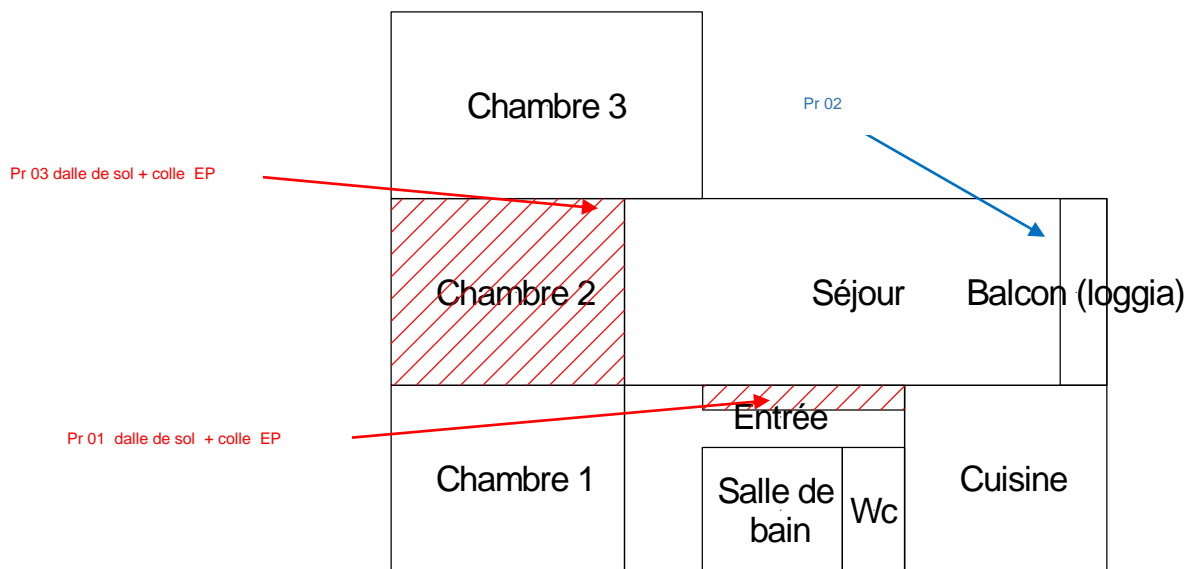 Chambre 3
Pr 02
Pr 03 dalle de sol + colle EP
Chambre 2
Séjour
Balcon (loggia)
Entrée
Pr 01 dalle de sol + colle EP
Chambre 1
Salle de
bain
Wc
Cuisine